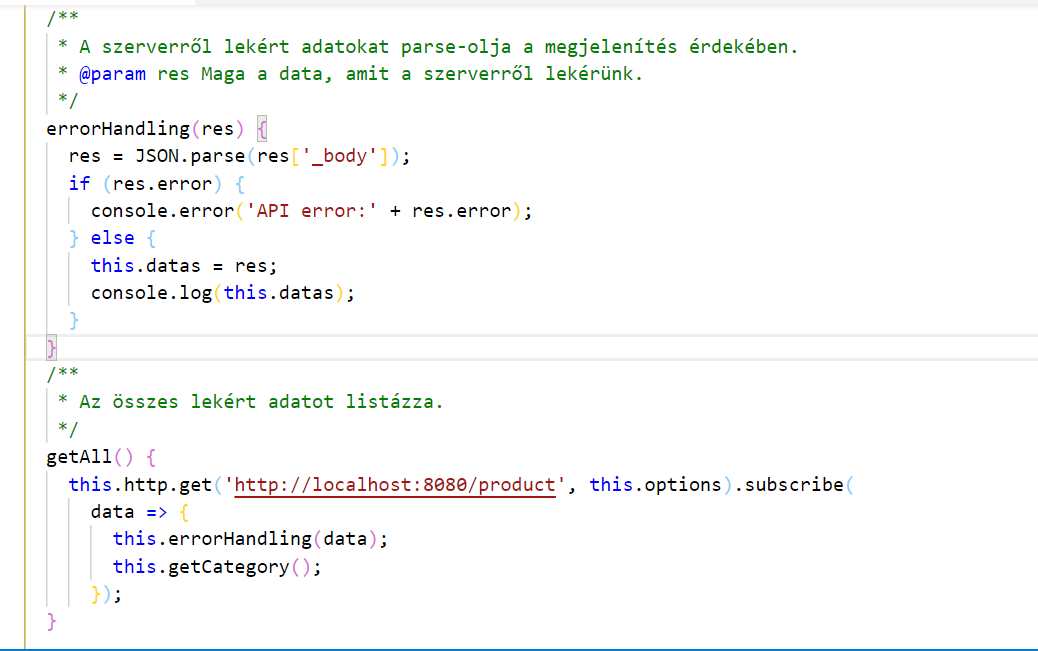 /**
 * A szerverről lekért adatokat parse-olja a megjelenítés érdekében.
 * @param res Maga a data, amit a szerverről lekérünk.
 */
errorHandling(res) {
  res = JSON.parse(res['_body']);
  if (res.error) {
    console.error('API error:' + res.error);
  } else {
    this.datas = res;
    console.log(this.datas);
  }
}
/**
 * Az összes lekért adatot listázza.
 */
getAll() {
  this.http.get('http://localhost:8080/product', this.options).subscribe(
    data => {
      this.errorHandling(data);
      this.getCategory();
    });
}